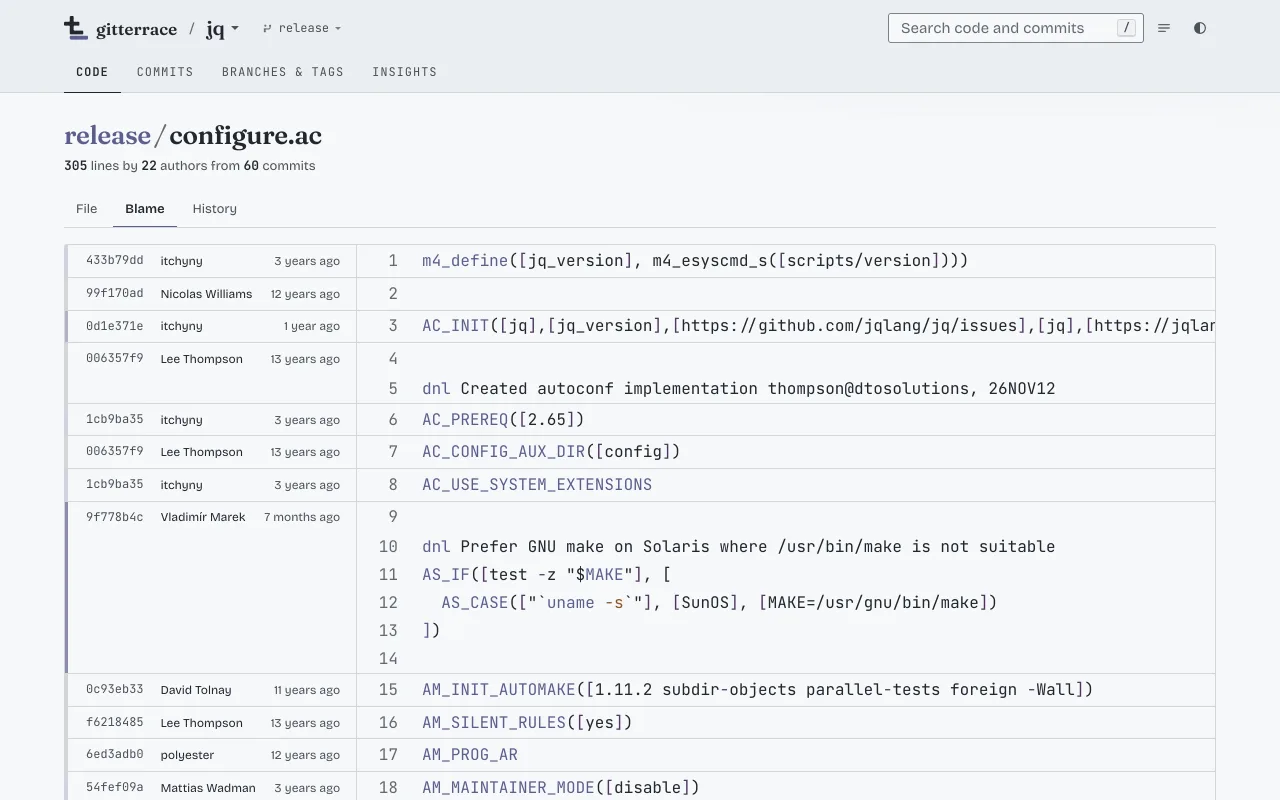 gitterrace / jq release Search code and commits /
CODE COMMITS BRANCHES & TAGS INSIGHTS
release/configure.ac
305 lines by 22 authors from 60 commits
File Blame History
433b79dd itchyny 3 years ago 1 m4_define([jq_version], m4_esyscmd_s([scripts/version])))
99f170ad Nicolas Williams 12 years ago 2
0d1e371e itchyny 1 year ago 3 AC_INIT([jq],[jq_version],[https://github.com/jqlang/jq/issues],[jq],[https://jqlan
006357f9 Lee Thompson 13 years ago 4
5 dnl Created autoconf implementation thompson@dtosolutions, 26NOV12
1cb9ba35 itchyny 3 years ago 6 AC_PREREQ([2.65])
006357f9 Lee Thompson 13 years ago 7 AC_CONFIG_AUX_DIR([config])
1cb9ba35 itchyny 3 years ago 8 AC_USE_SYSTEM_EXTENSIONS
9f778b4c Vladimír Marek 7 months ago 9
10 dnl Prefer GNU make on Solaris where /usr/bin/make is not suitable
11 AS_IF([test -z "$MAKE"], [
12   AS_CASE(["`uname -s`"], [SunOS], [MAKE=/usr/gnu/bin/make])
13 ])
14
0c93eb33 David Tolnay 11 years ago 15 AM_INIT_AUTOMAKE([1.11.2 subdir-objects parallel-tests foreign -Wall])
f6218485 Lee Thompson 13 years ago 16 AM_SILENT_RULES([yes])
6ed3adb0 polyester 12 years ago 17 AM_PROG_AR
54fef09a Mattias Wadman 3 years ago 18 AM_MAINTAINER_MODE([disable])